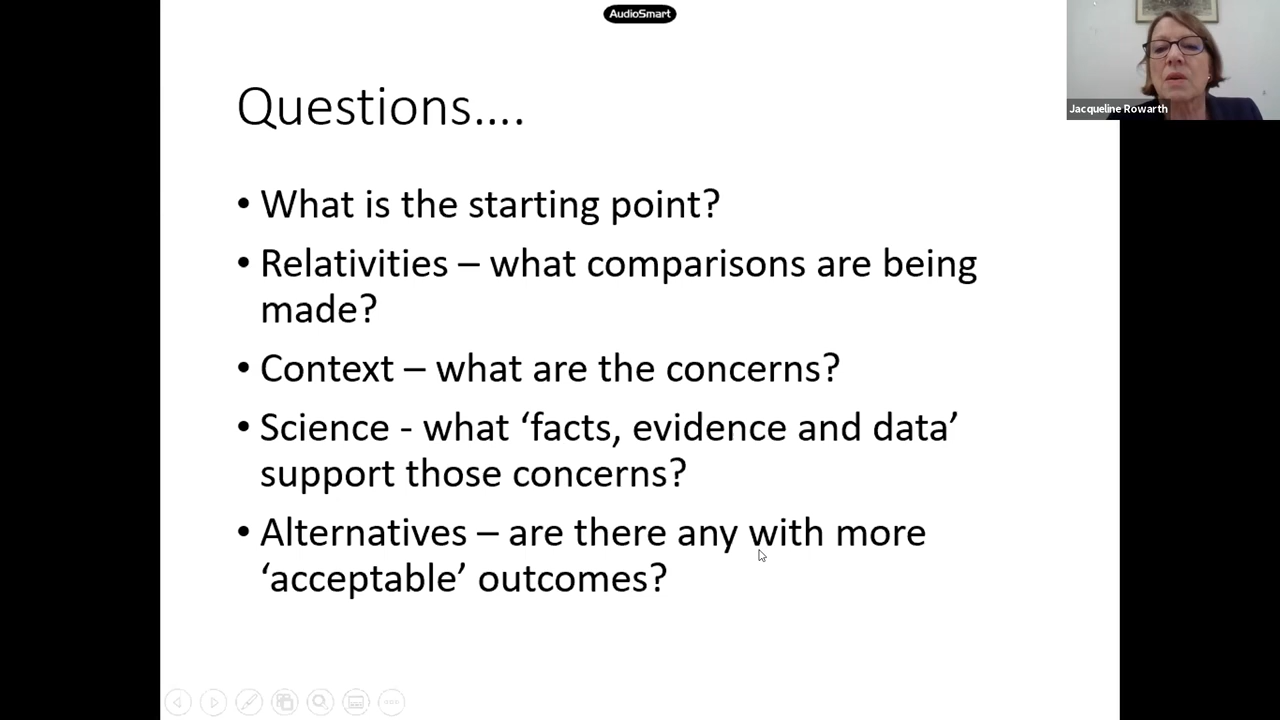 AudioSmart
Jacqueline Rowarth
Questions....
• What is the starting point?
• Relativities – what comparisons are being
made?
• Context – what are the concerns?
• Science - what ‘facts, evidence and data’
support those concerns?
• Alternatives – are there any with more
‘acceptable’ outcomes?